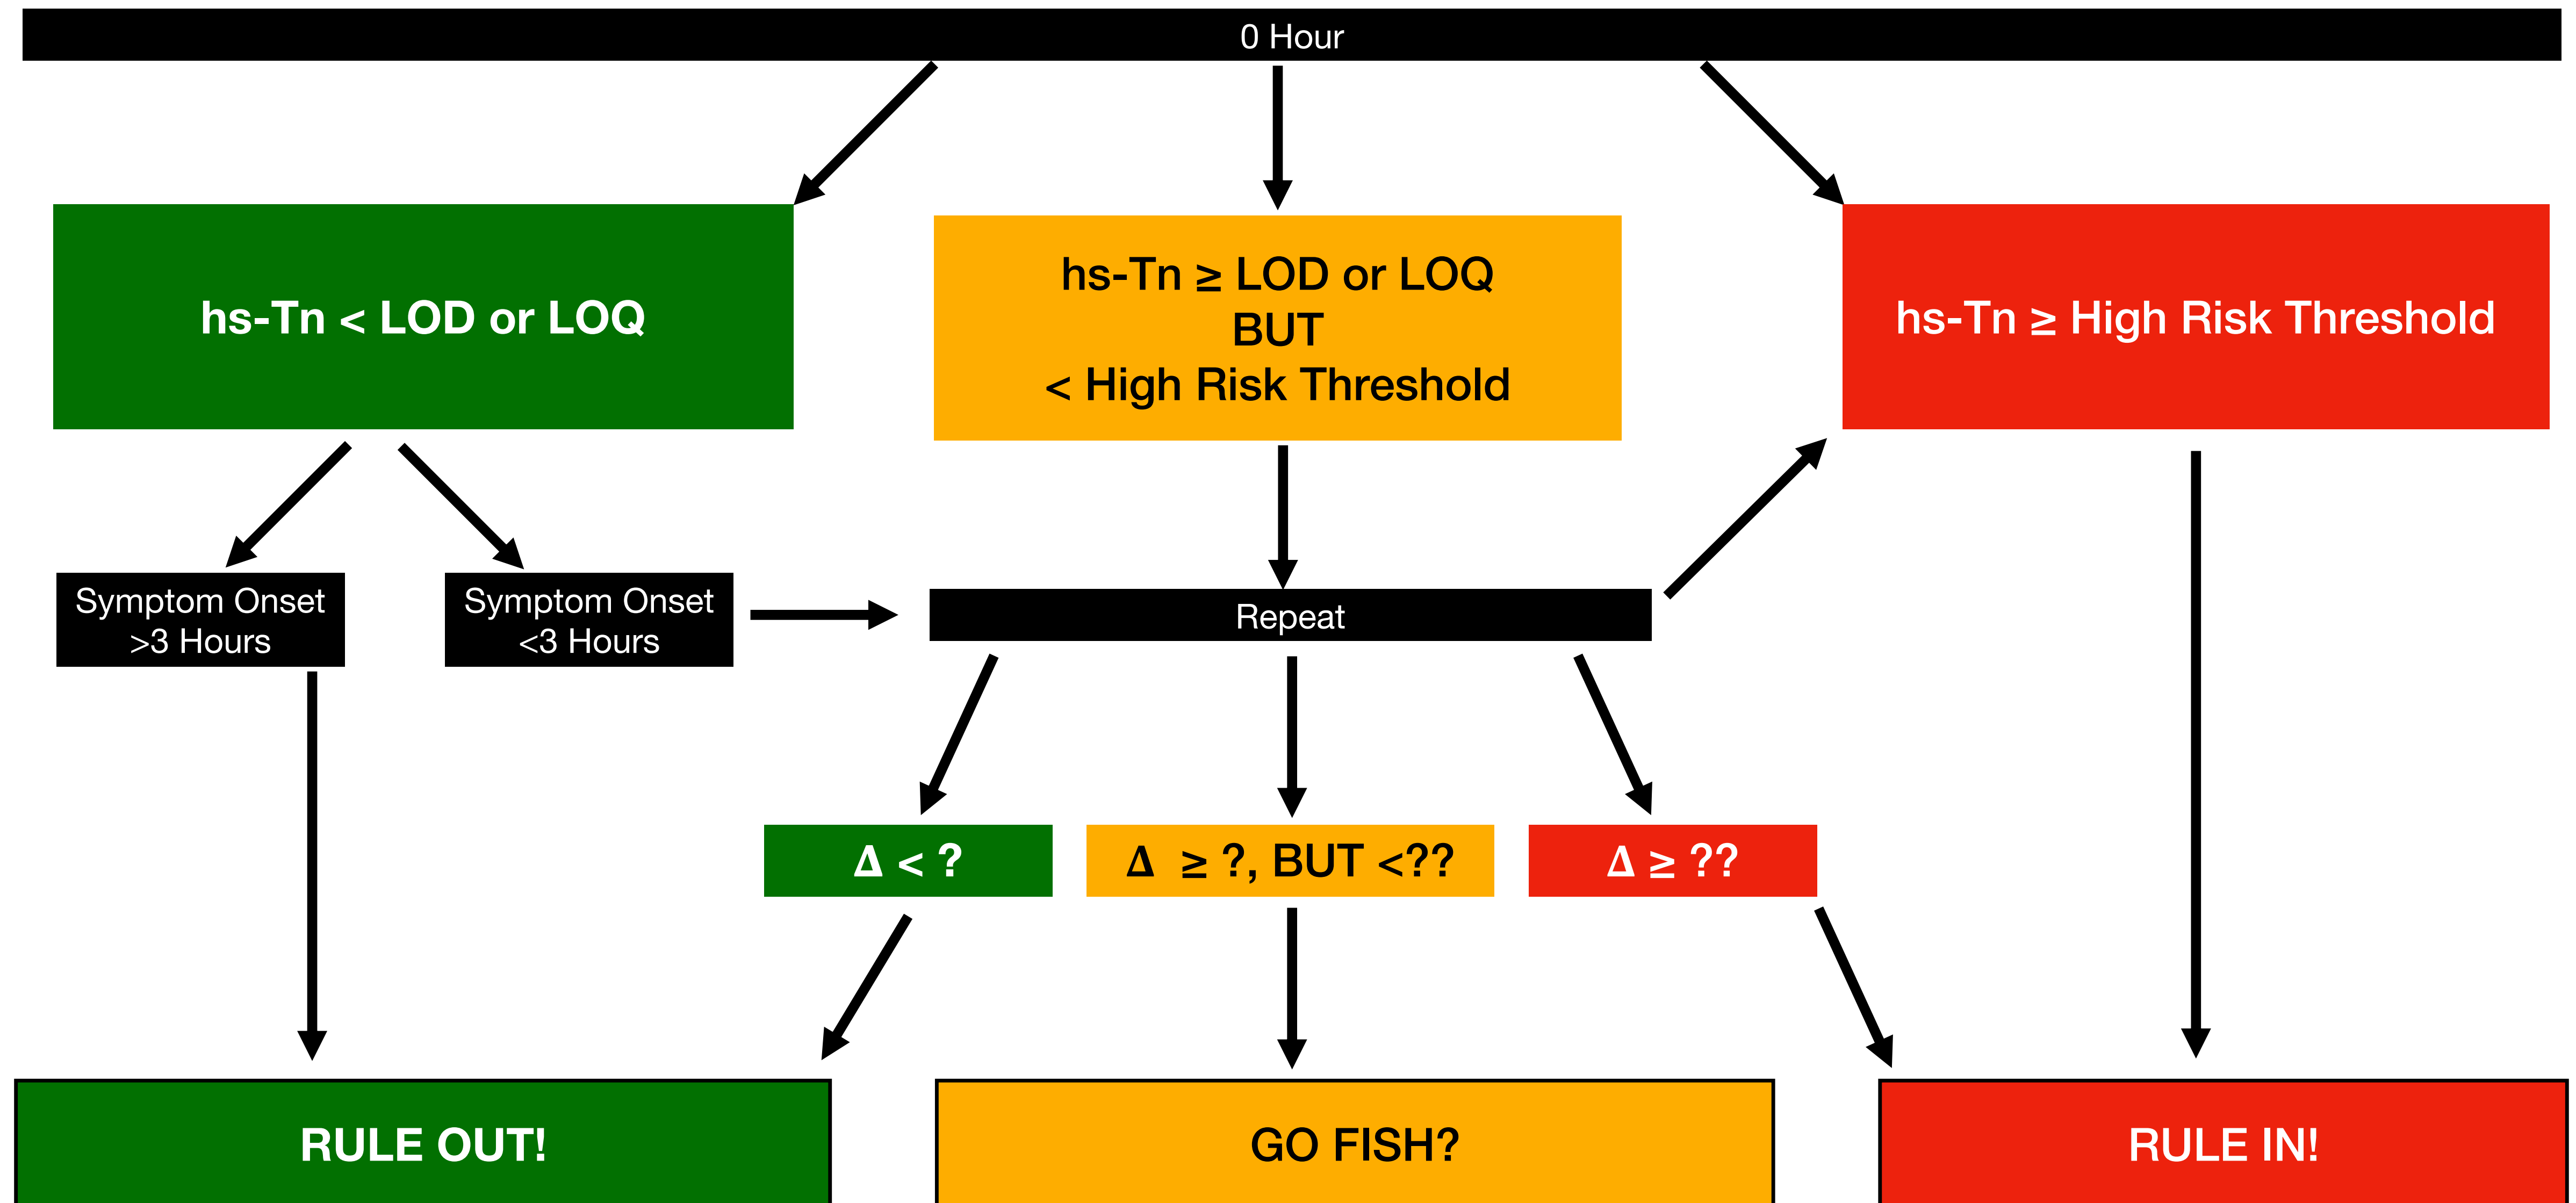 0 Hour
hs-Tn < LOD or LOQ
hs-Tn ≥ LOD or LOQ
BUT
< High Risk Threshold
hs-Tn ≥ High Risk Threshold
Symptom Onset
>3 Hours
Symptom Onset
<3 Hours
Repeat
Δ < ?
Δ ≥ ?, BUT <??
Δ ≥ ??
RULE OUT!
GO FISH?
RULE IN!